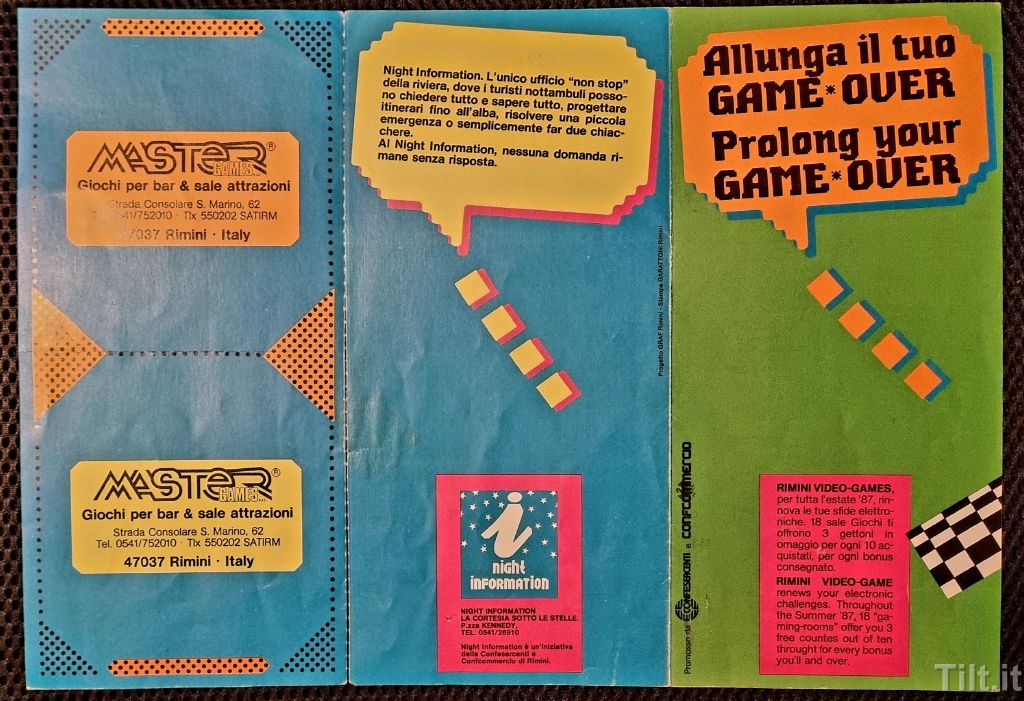 MASTER GAMES... ®
Giochi per bar & sale attrazioni
Strada Consolare S. Marino, 62
Tel. 0541/752010 · Tlx 550202 SATIRM
47037 Rimini · Italy
MASTER GAMES... ®
Giochi per bar & sale attrazioni
Strada Consolare S. Marino, 62
Tel. 0541/752010 · Tlx 550202 SATIRM
47037 Rimini · Italy
Night Information. L'unico ufficio "non stop"
della riviera, dove i turisti nottambuli posso-
no chiedere tutto e sapere tutto, progettare
itinerari fino all'alba, risolvere una piccola
emergenza o semplicemente far due chiac-
chere.
Al Night Information, nessuna domanda ri-
mane senza risposta.
Progetto GRAF Rimini · Stampa GARATTONI Rimini
i
night
information
NIGHT INFORMATION
LA CORTESIA SOTTO LE STELLE.
P.zza KENNEDY,
TEL. 0541/26910
Night Information è un'iniziativa
della Confesercenti e
Confcommercio di Rimini.
Allunga il tuo
GAME * OVER
Prolong your
GAME * OVER
Promosso da CONFESERCENTI e CONFCOMMERCIO
RIMINI VIDEO-GAMES,
per tutta l'estate '87, rin-
nova le tue sfide elettro-
niche. 18 sale Giochi ti
offrono 3 gettoni in
omaggio per ogni 10 ac-
quistati, per ogni bonus
consegnato.
RIMINI VIDEO-GAME
renews your electronic
challenges. Throughout
the Summer '87, 18 "ga-
ming-rooms" offer you 3
free countes out of ten
throught for every bonus
you'll and over.
Tilt.it